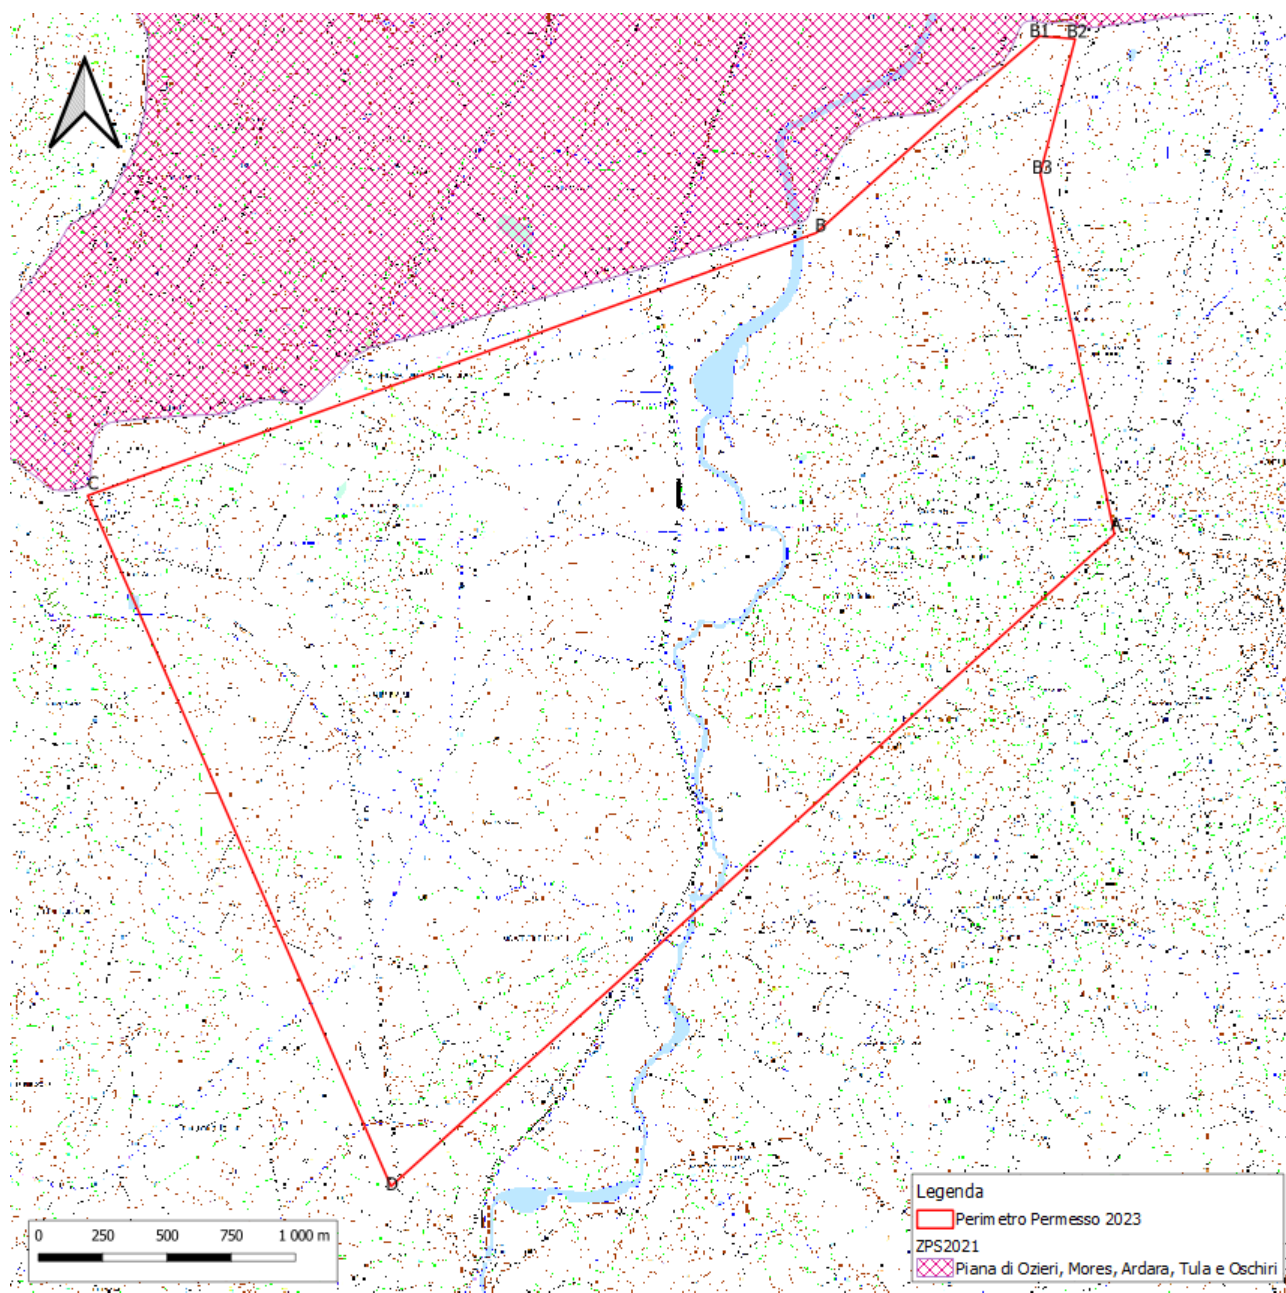 B1
B2
B3
B
C
A
D
Legenda
Perimetro Permesso 2023
ZPS2021
Piana di Ozieri, Mores, Ardara, Tula e Oschiri
0 250 500 750 1 000 m